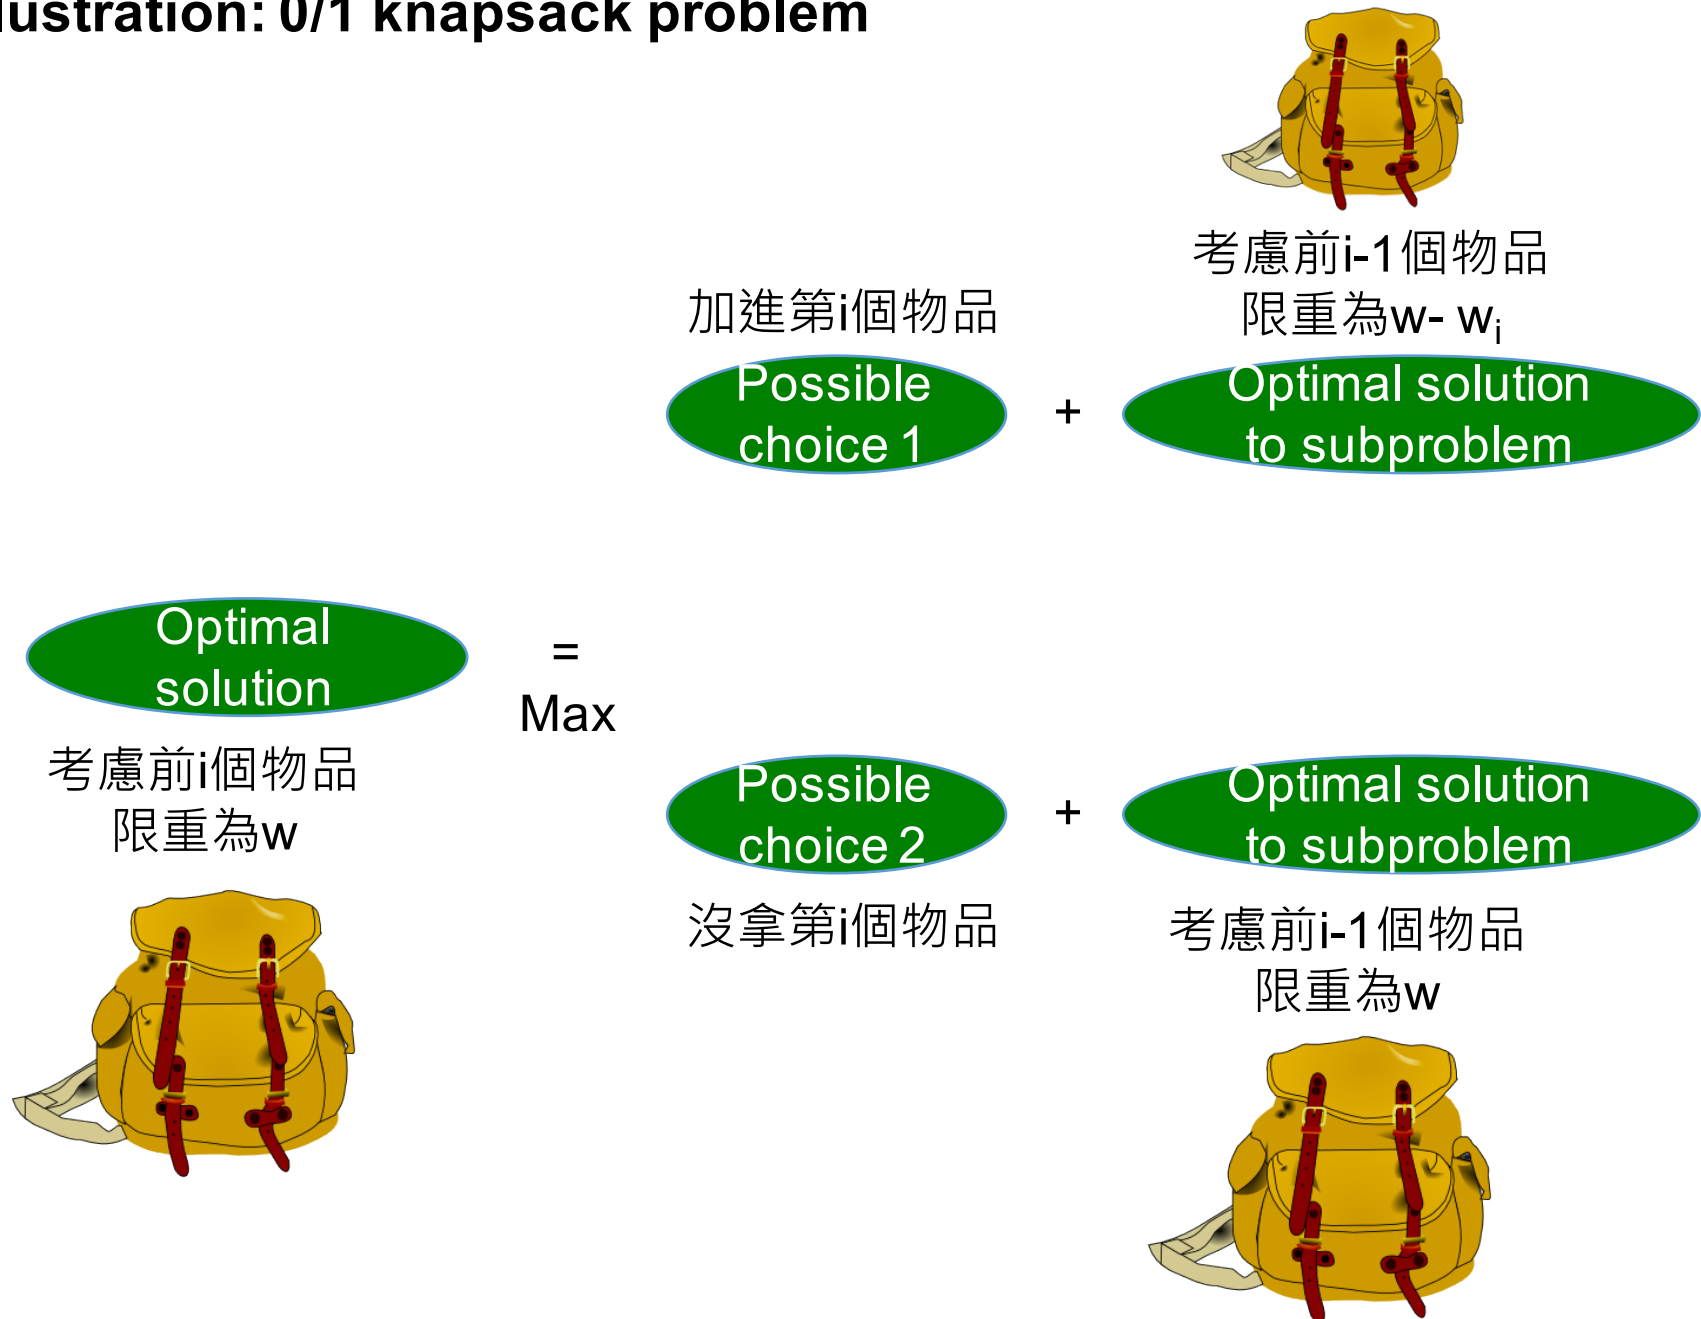 lustration: 0/1 knapsack problem
考慮前i-1個物品
限重為w- wi
加進第i個物品
Possible
choice 1
+
Optimal solution
to subproblem
Optimal
solution
=
Max
考慮前i個物品
限重為w
Possible
choice 2
+
Optimal solution
to subproblem
沒拿第i個物品
考慮前i-1個物品
限重為w